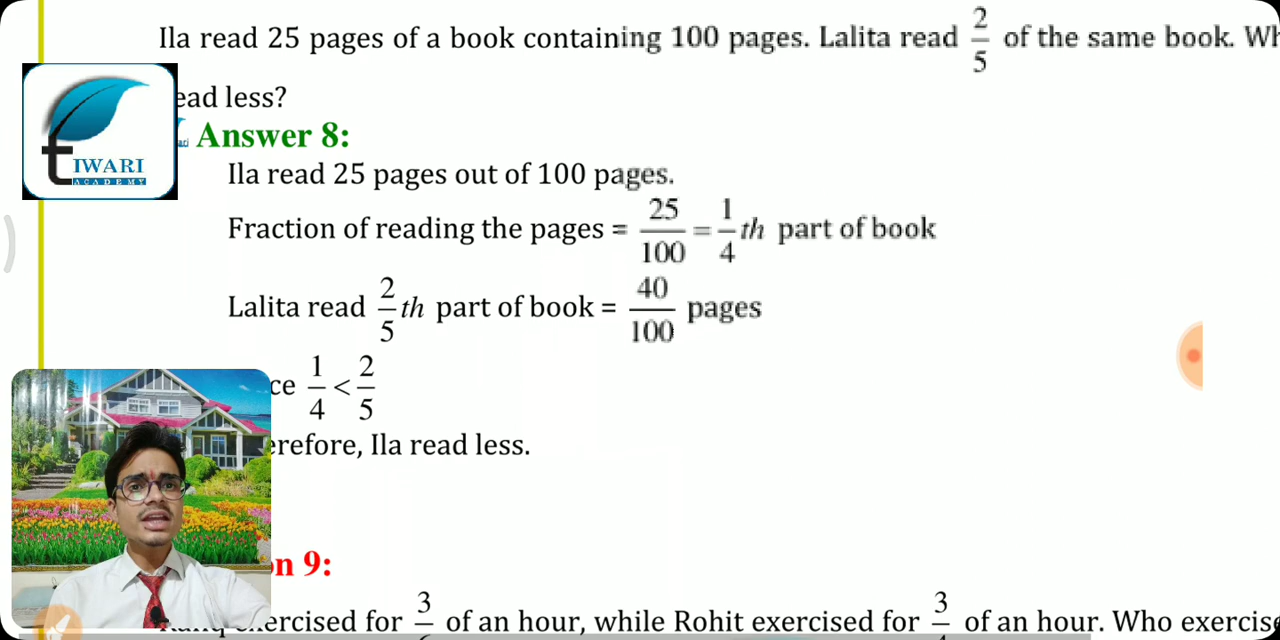 Ila read 25 pages of a book containing 100 pages. Lalita read 2/5 of the same book. Wh
ead less?
TIWARI
ACADEMY
Answer 8:
Ila read 25 pages out of 100 pages.
Fraction of reading the pages = 25/100 = 1/4 th part of book
Lalita read 2/5 th part of book = 40/100 pages
ce 1/4 < 2/5
erefore, Ila read less.
n 9:
ercised for 3/ of an hour, while Rohit exercised for 3/4 of an hour. Who exercise